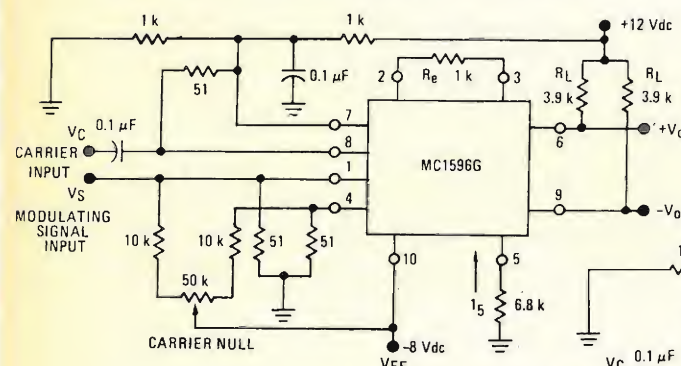 1 k
1 k
+12 Vdc
2
Re
1 k
3
RL
3.9 k
RL
3.9 k
51
0.1 µF
7
8
1
4
MC1596G
6
+Vo
9
-Vo
VC
0.1 µF
CARRIER
INPUT
VS
MODULATING
SIGNAL
INPUT
10 k
10 k
51
51
50 k
CARRIER NULL
10
5
I5
6.8 k
-8 Vdc
VEE
VC
0.1 µF